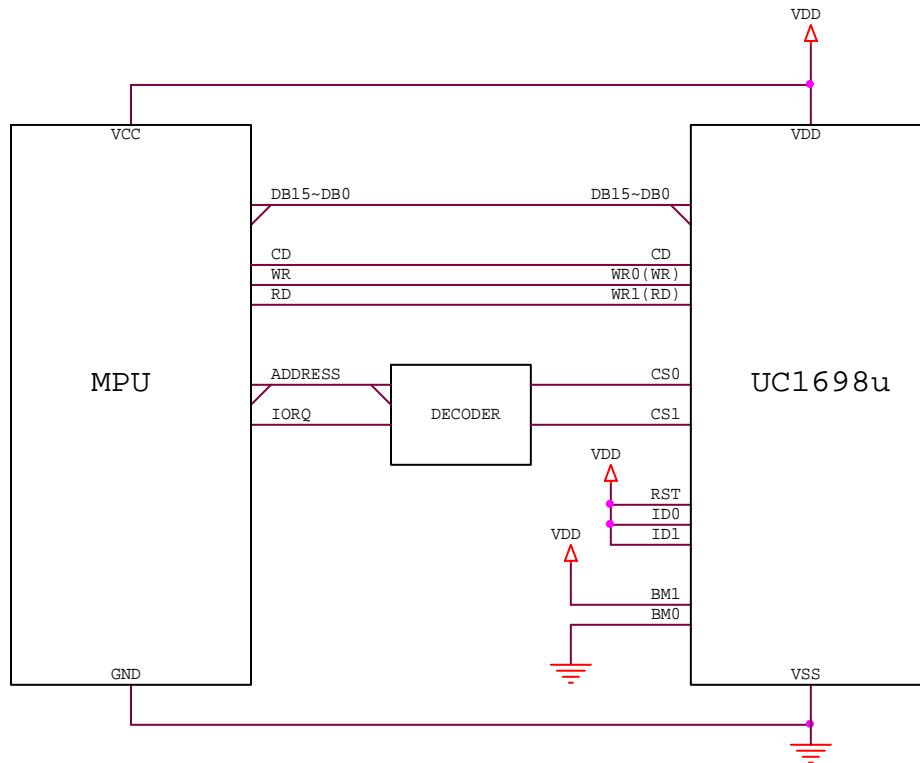 VDD
VCC
VDD
DB15~DB0
DB15~DB0
CD
CD
WR
WR0(WR)
RD
WR1(RD)
MPU
ADDRESS
CS0
UC1698u
IORQ
DECODER
CS1
VDD
RST
ID0
VDD
ID1
BM1
BM0
GND
VSS